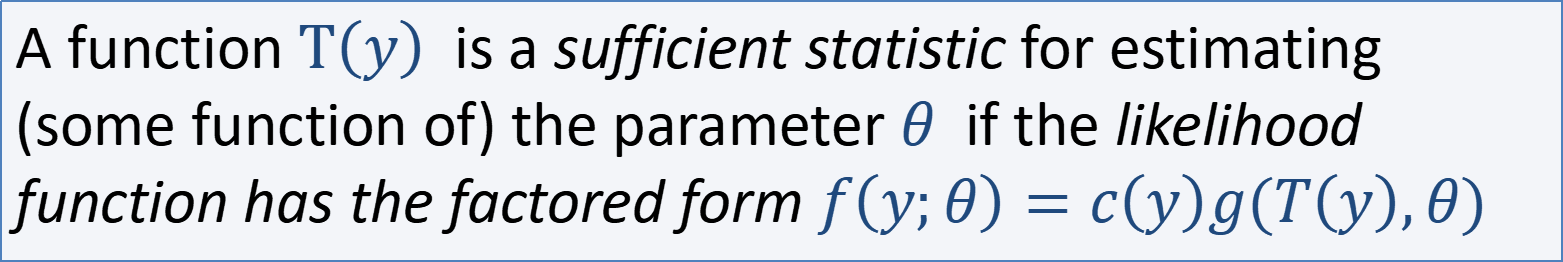 A function T(y) is a sufficient statistic for estimating
(some function of) the parameter θ if the likelihood
function has the factored form f(y; θ) = c(y)g(T(y), θ)